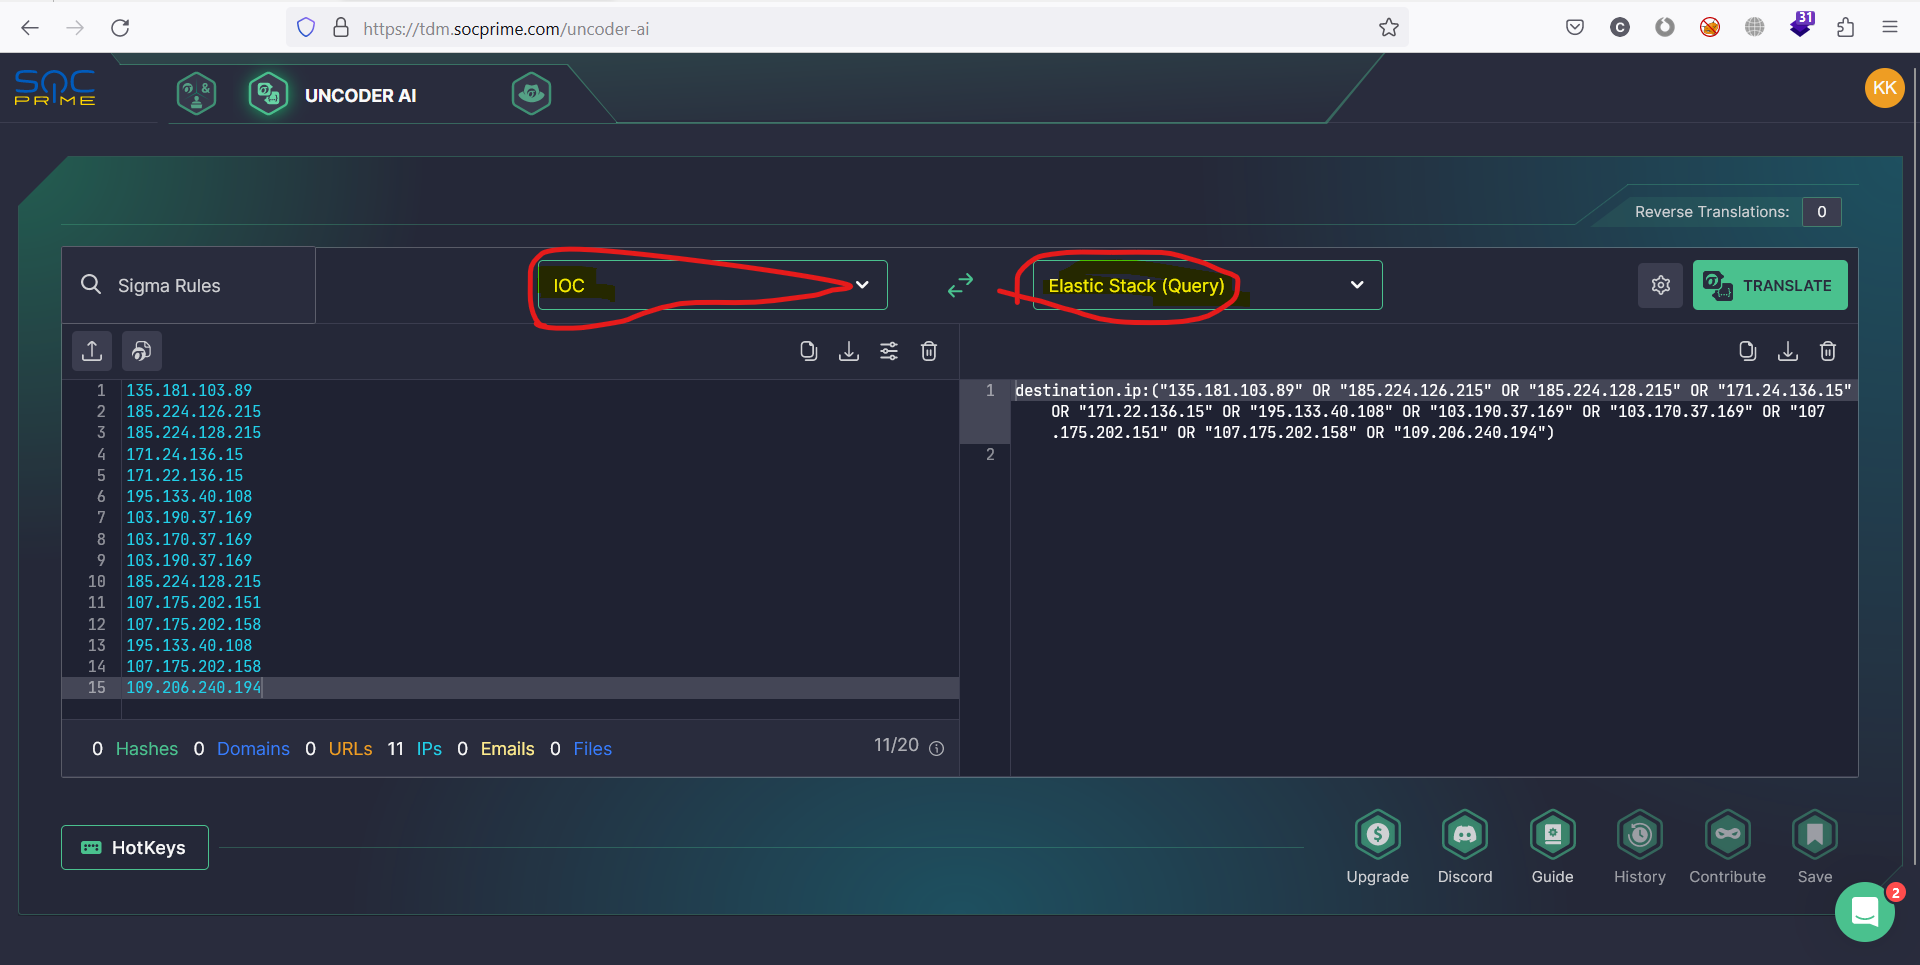 https://tdm.socprime.com/uncoder-ai
31
SOC
PRIME
&
UNCODER AI
KK
Reverse Translations: 0
Sigma Rules
IOC
Elastic Stack (Query)
TRANSLATE
1 135.181.103.89
2 185.224.126.215
3 185.224.128.215
4 171.24.136.15
5 171.22.136.15
6 195.133.40.108
7 103.190.37.169
8 103.170.37.169
9 103.190.37.169
10 185.224.128.215
11 107.175.202.151
12 107.175.202.158
13 195.133.40.108
14 107.175.202.158
15 109.206.240.194
1 destination.ip:("135.181.103.89" OR "185.224.126.215" OR "185.224.128.215" OR "171.24.136.15"
OR "171.22.136.15" OR "195.133.40.108" OR "103.190.37.169" OR "103.170.37.169" OR "107
.175.202.151" OR "107.175.202.158" OR "109.206.240.194")
2
0 Hashes 0 Domains 0 URLs 11 IPs 0 Emails 0 Files
11/20
HotKeys
Upgrade
Discord
Guide
History
Contribute
Save
2